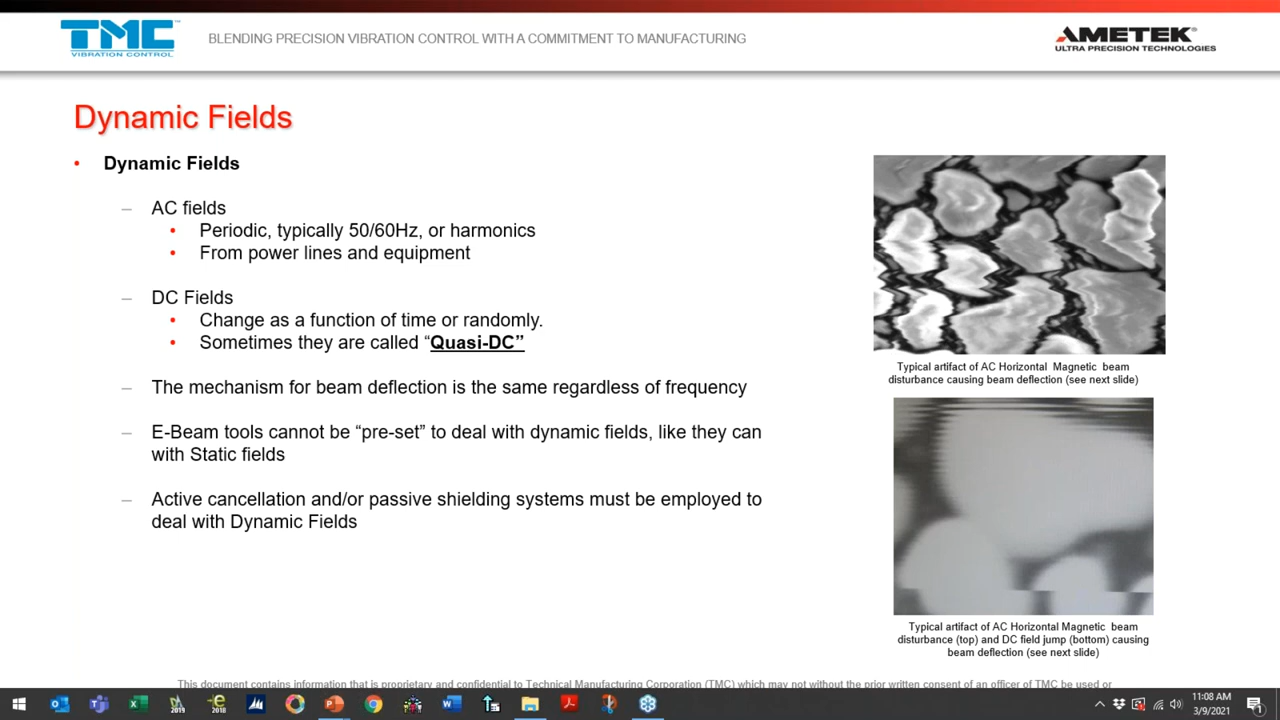 TMC
VIBRATION CONTROL
BLENDING PRECISION VIBRATION CONTROL WITH A COMMITMENT TO MANUFACTURING
AMETEK®
ULTRA PRECISION TECHNOLOGIES
Dynamic Fields
• Dynamic Fields
– AC fields
• Periodic, typically 50/60Hz, or harmonics
• From power lines and equipment
– DC Fields
• Change as a function of time or randomly.
• Sometimes they are called “Quasi-DC”
– The mechanism for beam deflection is the same regardless of frequency
– E-Beam tools cannot be “pre-set” to deal with dynamic fields, like they can
with Static fields
– Active cancellation and/or passive shielding systems must be employed to
deal with Dynamic Fields
Typical artifact of AC Horizontal Magnetic beam
disturbance causing beam deflection (see next slide)
Typical artifact of AC Horizontal Magnetic beam
disturbance (top) and DC field jump (bottom) causing
beam deflection (see next slide)
This document contains information that is proprietary and confidential to Technical Manufacturing Corporation (TMC) which may not without the prior written consent of an officer of TMC be used or
2019
2018
11:08 AM
3/9/2021